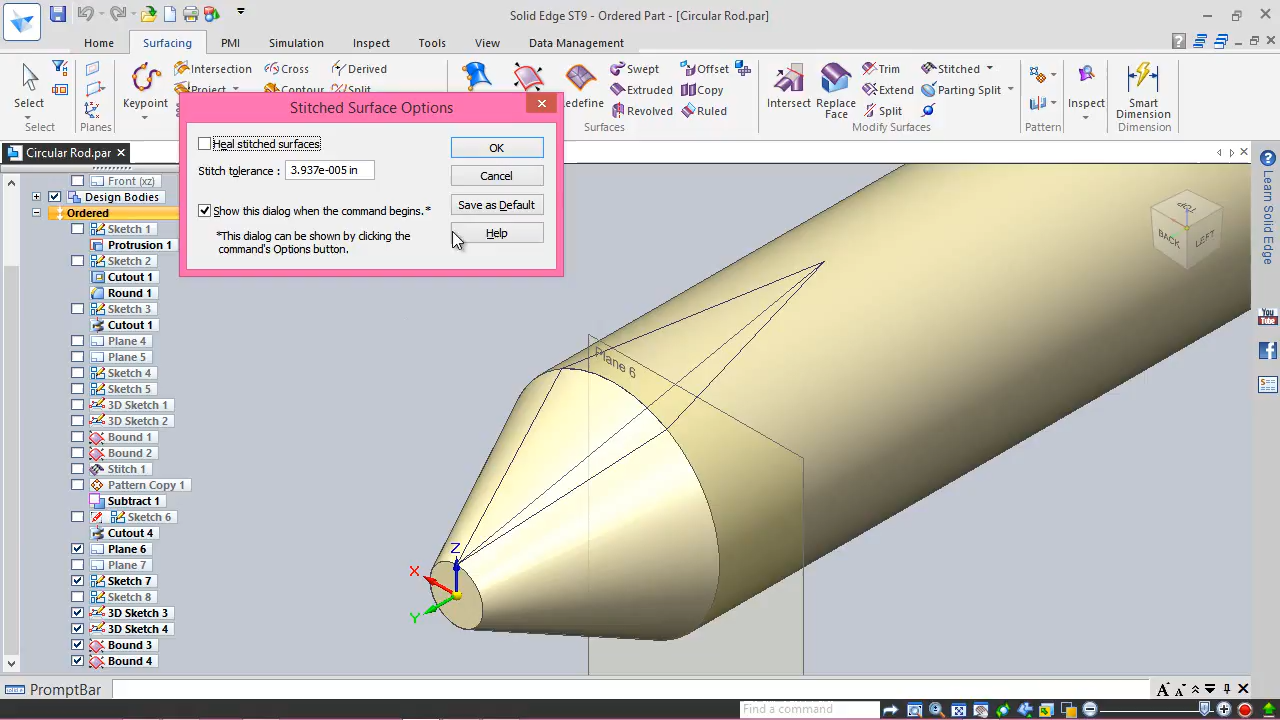 Solid Edge ST9 - Ordered Part - [Circular Rod.par]
Home Surfacing PMI Simulation Inspect Tools View Data Management
Intersection Cross Derived Swept Offset Trim Stitched
Select Project Contour Split Keypoint Redefine Extruded Copy Intersect Replace Face Extend Parting Split Inspect Smart Dimension
Revolved Ruled Split
Select Planes Surfaces Modify Surfaces Pattern Dimension
Stitched Surface Options
Heal stitched surfaces
OK
Stitch tolerance : 3.937e-005 in
Cancel
Save as Default
Show this dialog when the command begins. *
Help
*This dialog can be shown by clicking the
command's Options button.
Circular Rod.par
Front (xz)
Design Bodies
Ordered
Sketch 1
Protrusion 1
Sketch 2
Cutout 1
Round 1
Sketch 3
Cutout 1
Plane 4
Plane 5
Sketch 4
Sketch 5
3D Sketch 1
3D Sketch 2
Bound 1
Bound 2
Stitch 1
Pattern Copy 1
Subtract 1
Sketch 6
Cutout 4
Plane 6
Plane 7
Sketch 7
Sketch 8
3D Sketch 3
3D Sketch 4
Bound 3
Bound 4
Plane 6
Z
X
Y
BACK LEFT
Learn Solid Edge
You Tube
PromptBar
Find a command